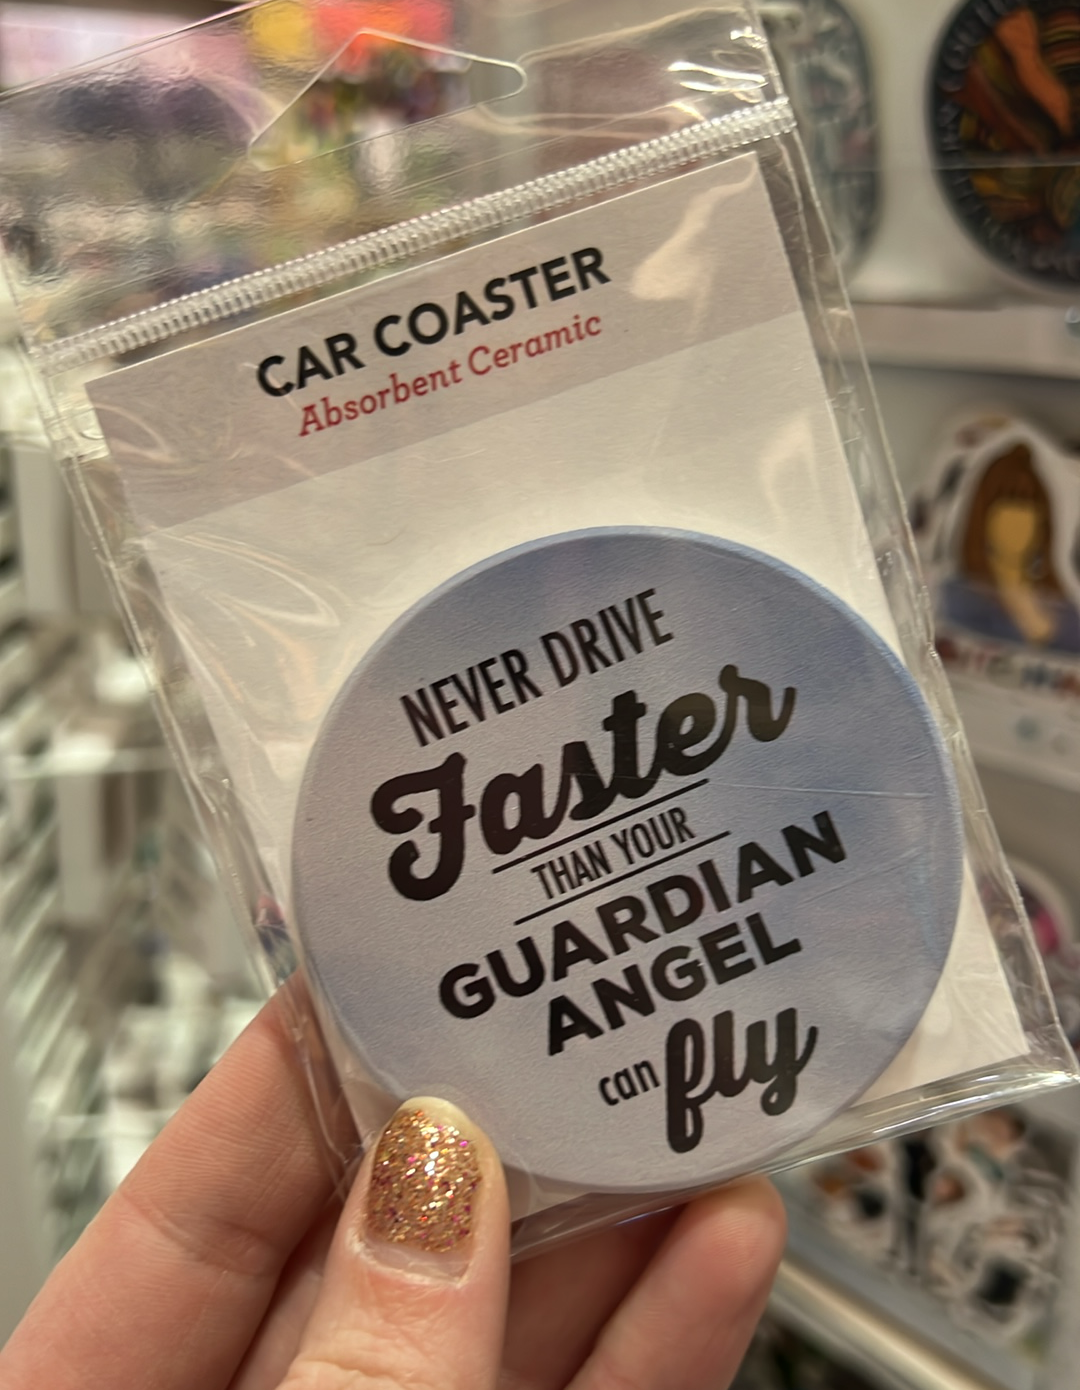 CAR COASTER
Absorbent Ceramic
NEVER DRIVE
Faster
THAN YOUR
GUARDIAN
ANGEL
can fly